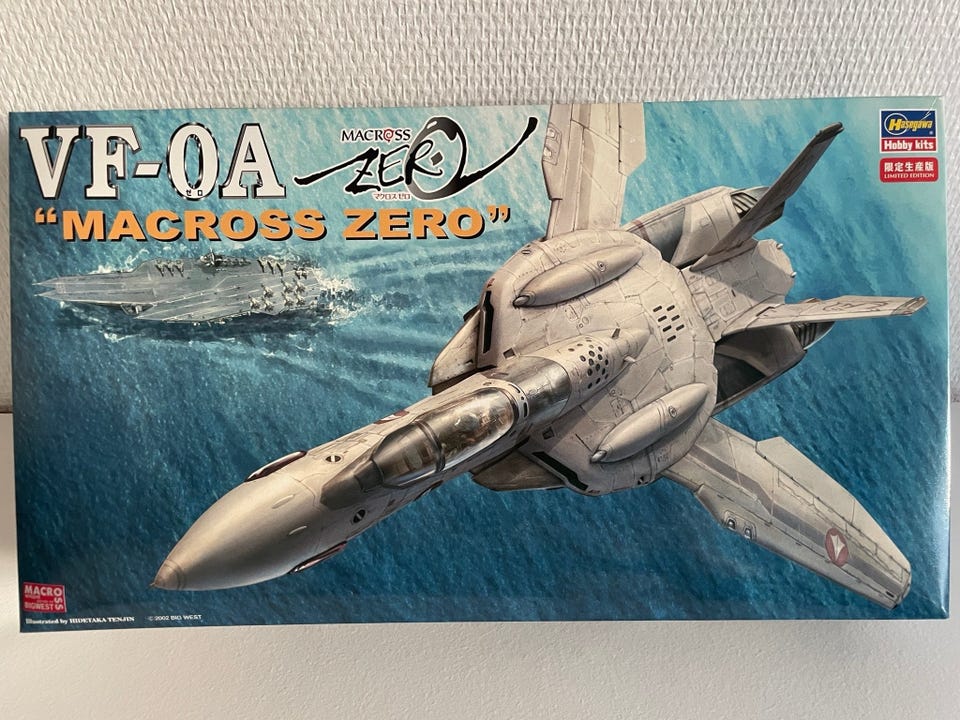 VF-0A
ゼロ
MACROSS
ZERO
マクロス ゼロ
"MACROSS ZERO"
Hasegawa
Hobby kits
限定生産版
LIMITED EDITION
MACROSS
BIGWEST
Illustrated by HIDETAKA TENJIN
© 2002 BIG WEST